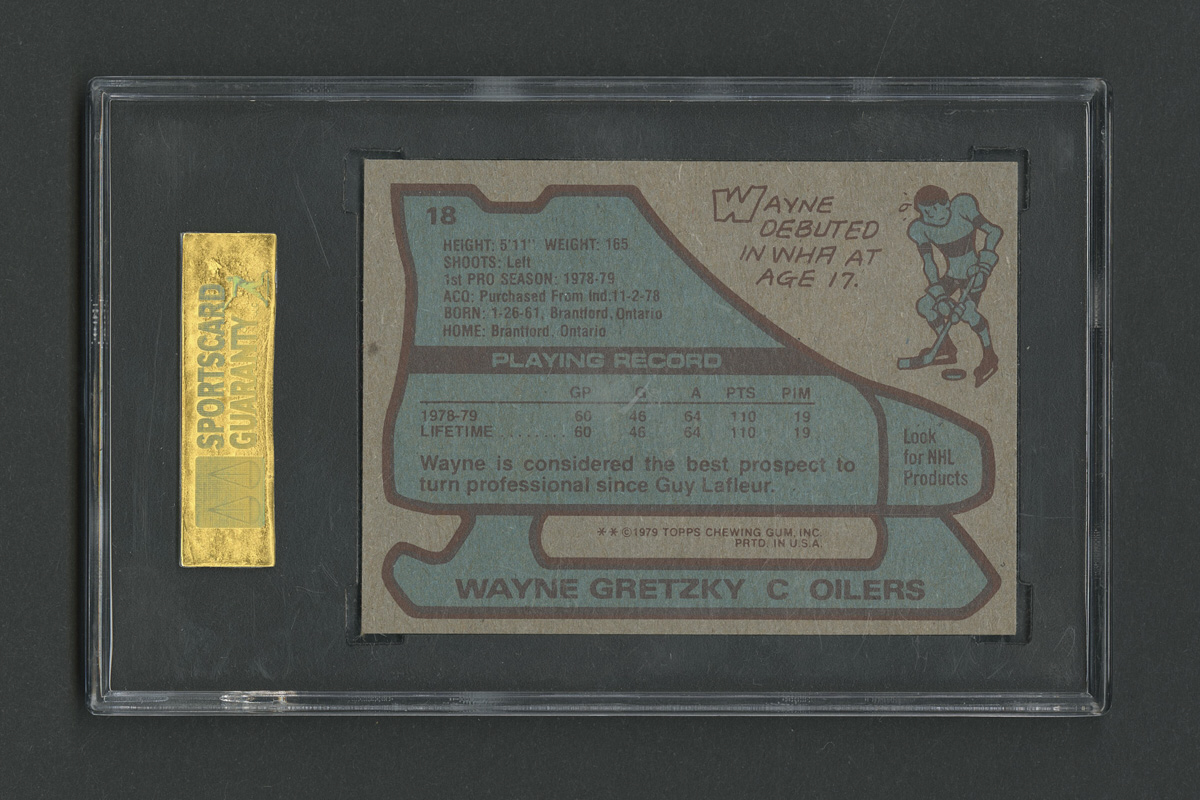 SPORTSCARD
GUARANTY
18
HEIGHT: 5'11" WEIGHT: 165
SHOOTS: Left
1st PRO SEASON: 1978-79
ACQ: Purchased From Ind.11-2-78
BORN: 1-26-61, Brantford, Ontario
HOME: Brantford, Ontario
WAYNE
DEBUTED
IN WHA AT
AGE 17.
PLAYING RECORD
GP G A PTS PIM
1978-79 60 46 64 110 19
LIFETIME ........ 60 46 64 110 19
Wayne is considered the best prospect to
turn professional since Guy Lafleur.
Look
for NHL
Products
** ©1979 TOPPS CHEWING GUM, INC.
PRTD. IN U.S.A.
WAYNE GRETZKY C OILERS